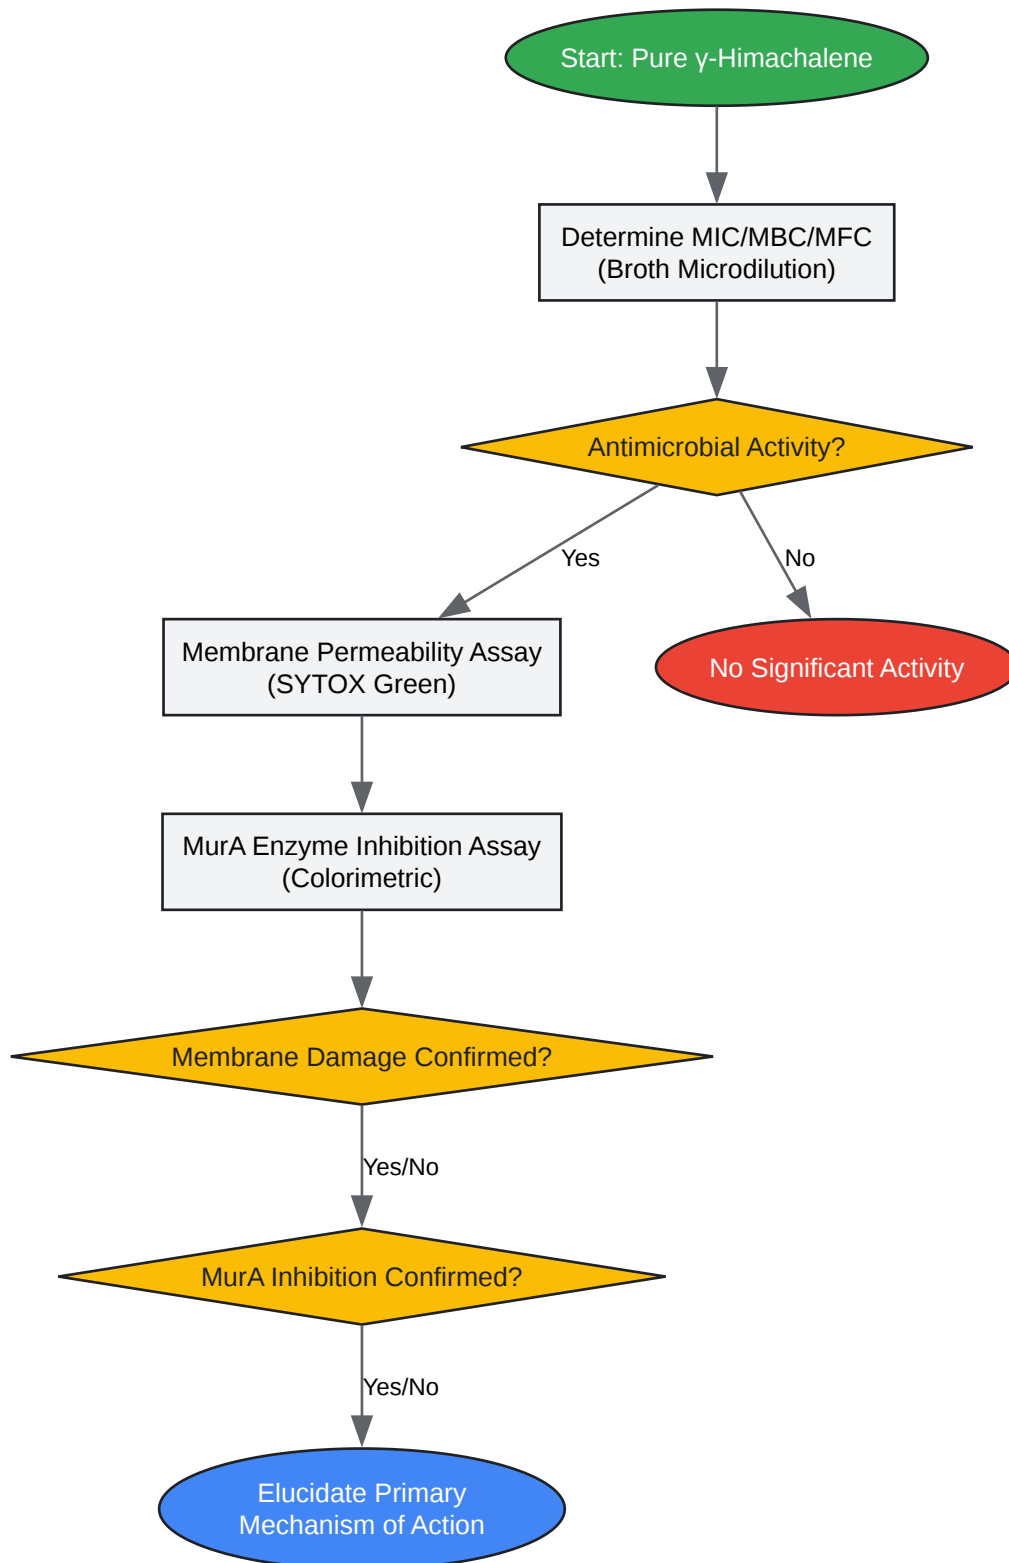 Start: Pure γ-Himachalene
Determine MIC/MBC/MFC
(Broth Microdilution)
Antimicrobial Activity?
Yes
No
Membrane Permeability Assay
(SYTOX Green)
No Significant Activity
MurA Enzyme Inhibition Assay
(Colorimetric)
Membrane Damage Confirmed?
Yes/No
MurA Inhibition Confirmed?
Yes/No
Elucidate Primary
Mechanism of Action